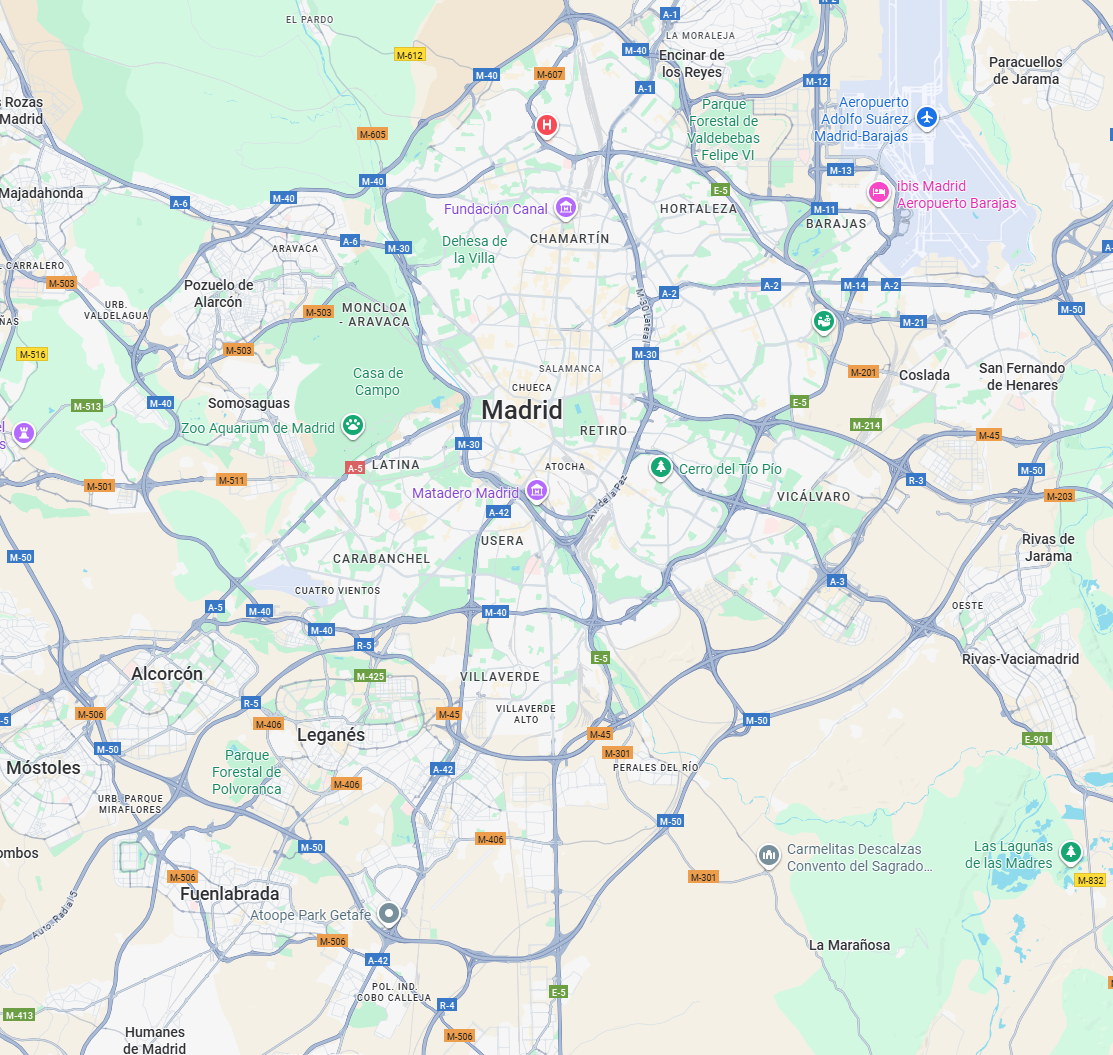 EL PARDO
A-1
R-2
LA MORALEJA
M-612
M-40
Encinar de
los Reyes
Paracuellos
de Jarama
M-40
M-607
A-1
M-12
s Rozas
Madrid
Parque
Forestal de
Valdebebas
- Felipe VI
Aeropuerto
Adolfo Suárez
Madrid-Barajas
H
M-605
M-13
M-40
Majadahonda
A-6
M-40
E-5
ibis Madrid
Aeropuerto Barajas
Fundación Canal
HORTALEZA
M-11
BARAJAS
CHAMARTÍN
A-6
ARAVACA
M-30
Dehesa de
la Villa
L CARRALERO
M-503
Pozuelo de
Alarcón
A-2
M-14
A-2
A-2
URB.
VALDELAGUA
M-503
MONCLOA
- ARAVACA
M-30 Lateral
M-50
ÑAS
M-21
M-516
M-503
M-30
SALAMANCA
M-201
Coslada
San Fernando
de Henares
Casa de
Campo
CHUECA
M-513
M-40
Somosaguas
Madrid
E-5
M-214
Zoo Aquarium de Madrid
RETIRO
M-45
M-30
A-5
LATINA
ATOCHA
Cerro del Tío Pío
M-50
R-3
M-501
M-511
Matadero Madrid
Av. de la Paz
VICÁLVARO
M-203
A-42
USERA
Rivas de
Jarama
M-50
CARABANCHEL
CUATRO VIENTOS
A-3
A-5
M-40
M-40
OESTE
M-40
R-5
E-5
Rivas-Vaciamadrid
Alcorcón
M-425
VILLAVERDE
R-5
M-506
M-406
M-45
VILLAVERDE
ALTO
M-50
-5
Leganés
M-45
M-50
M-301
E-901
Móstoles
Parque
Forestal de
Polvoranca
A-42
PERALES DEL RÍO
M-406
URB. PARQUE
MIRAFLORES
M-50
M-406
M-50
ombos
Carmelitas Descalzas
Convento del Sagrado...
Las Lagunas
de las Madres
M-506
M-301
M-832
Fuenlabrada
Auto. Radial 5
Atoope Park Getafe
M-506
La Marañosa
A-42
POL. IND.
COBO CALLEJA
E-5
R-4
M-413
Humanes
de Madrid
M-506